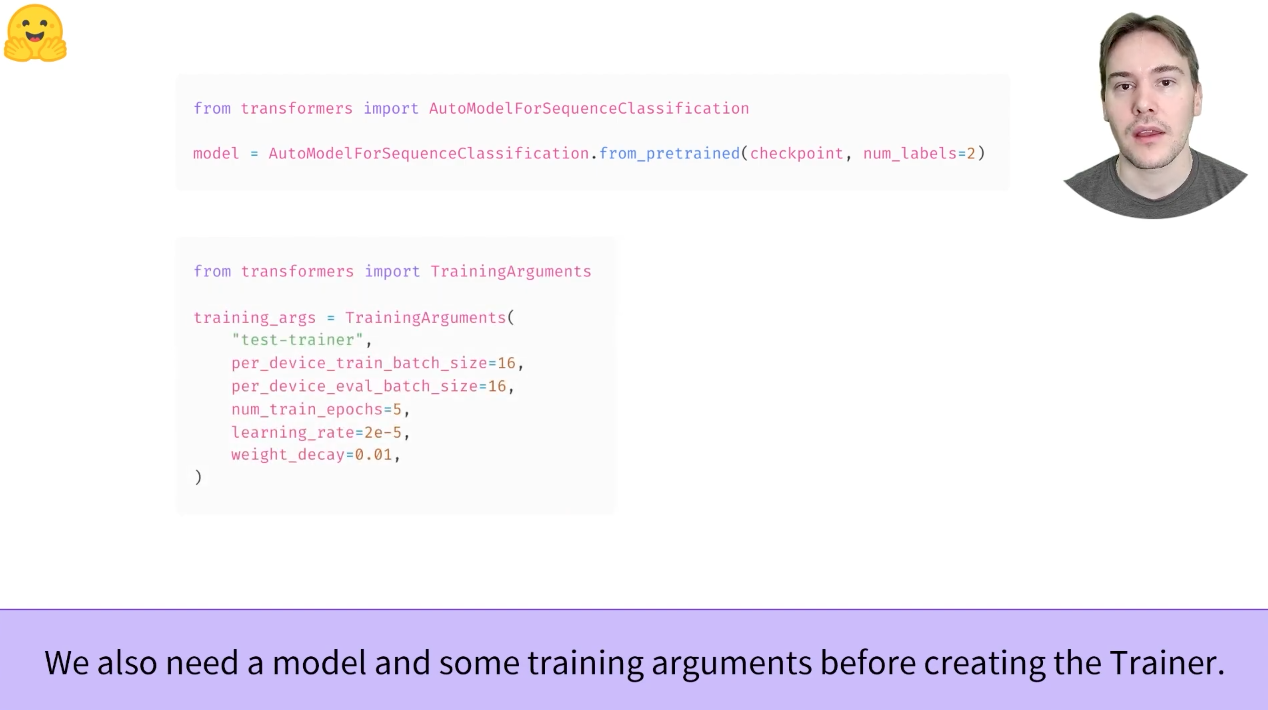 from transformers import AutoModelForSequenceClassification
model = AutoModelForSequenceClassification.from_pretrained(checkpoint, num_labels=2)
from transformers import TrainingArguments
training_args = TrainingArguments(
    "test-trainer",
    per_device_train_batch_size=16,
    per_device_eval_batch_size=16,
    num_train_epochs=5,
    learning_rate=2e-5,
    weight_decay=0.01,
)
We also need a model and some training arguments before creating the Trainer.